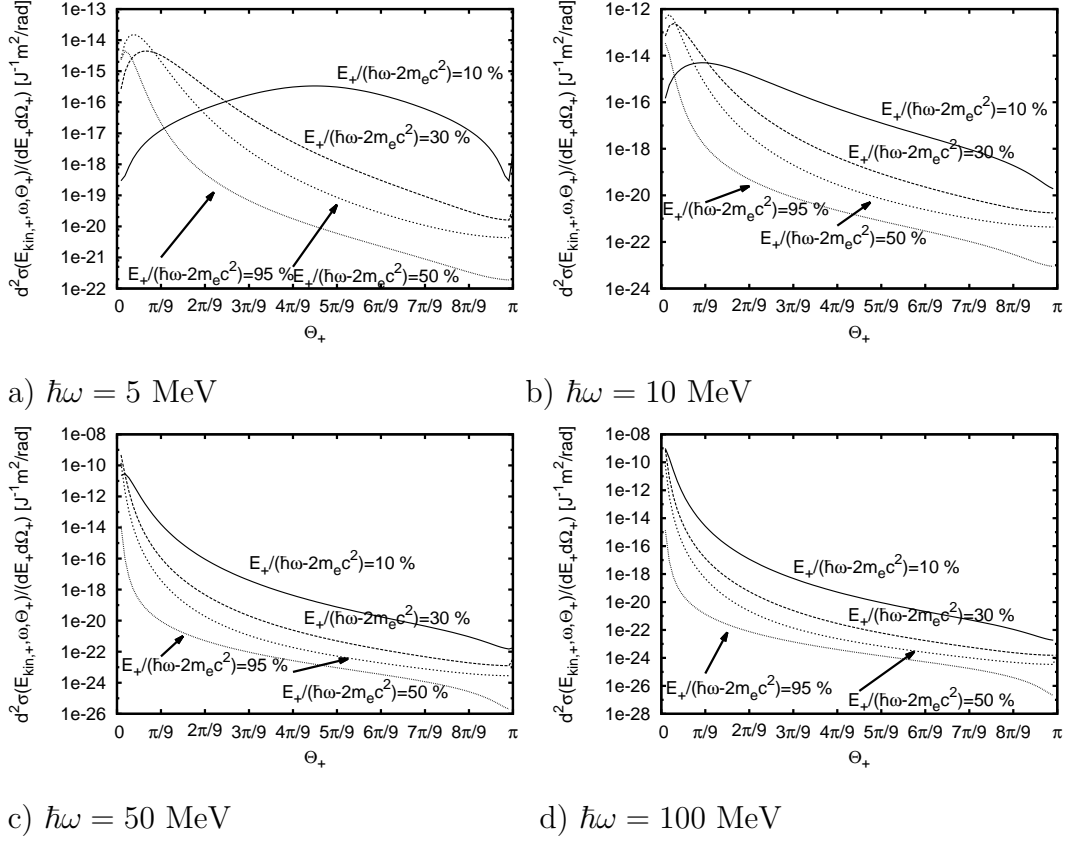 d²σ(E_kin,+,ω,Θ₊)/(dE₊dΩ₊) [J⁻¹m²/rad]
1e-13
1e-14
1e-15
1e-16
1e-17
1e-18
1e-19
1e-20
1e-21
1e-22
E₊/(ħω-2mₑc²)=10 %
E₊/(ħω-2mₑc²)=30 %
E₊/(ħω-2mₑc²)=95 %
E₊/(ħω-2mₑc²)=50 %
0 π/9 2π/9 3π/9 4π/9 5π/9 6π/9 7π/9 8π/9 π
Θ₊
a) ħω = 5 MeV
d²σ(E_kin,+,ω,Θ₊)/(dE₊dΩ₊) [J⁻¹m²/rad]
1e-12
1e-14
1e-16
1e-18
1e-20
1e-22
1e-24
E₊/(ħω-2mₑc²)=10 %
E₊/(ħω-2mₑc²)=30 %
E₊/(ħω-2mₑc²)=95 %
E₊/(ħω-2mₑc²)=50 %
0 π/9 2π/9 3π/9 4π/9 5π/9 6π/9 7π/9 8π/9 π
Θ₊
b) ħω = 10 MeV
d²σ(E_kin,+,ω,Θ₊)/(dE₊dΩ₊) [J⁻¹m²/rad]
1e-08
1e-10
1e-12
1e-14
1e-16
1e-18
1e-20
1e-22
1e-24
1e-26
E₊/(ħω-2mₑc²)=10 %
E₊/(ħω-2mₑc²)=30 %
E₊/(ħω-2mₑc²)=95 %
E₊/(ħω-2mₑc²)=50 %
0 π/9 2π/9 3π/9 4π/9 5π/9 6π/9 7π/9 8π/9 π
Θ₊
c) ħω = 50 MeV
d²σ(E_kin,+,ω,Θ₊)/(dE₊dΩ₊) [J⁻¹m²/rad]
1e-08
1e-10
1e-12
1e-14
1e-16
1e-18
1e-20
1e-22
1e-24
1e-26
1e-28
E₊/(ħω-2mₑc²)=10 %
E₊/(ħω-2mₑc²)=30 %
E₊/(ħω-2mₑc²)=95 %
E₊/(ħω-2mₑc²)=50 %
0 π/9 2π/9 3π/9 4π/9 5π/9 6π/9 7π/9 8π/9 π
Θ₊
d) ħω = 100 MeV